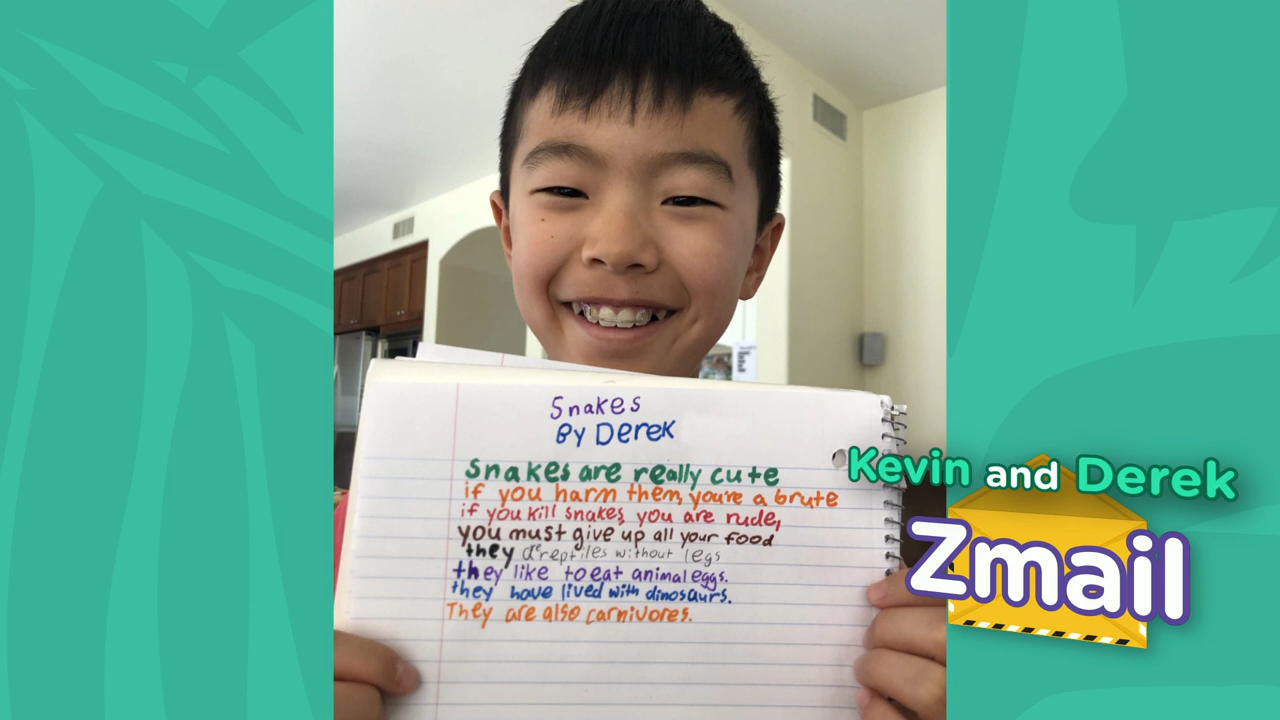 Snakes
By Derek
Snakes are really cute
if you harm them, you're a brute
if you kill snakes, you are rude,
you must give up all your food
they are reptiles without legs
they like to eat animal eggs.
they have lived with dinosaurs.
They are also carnivores.
Kevin and Derek
Zmail